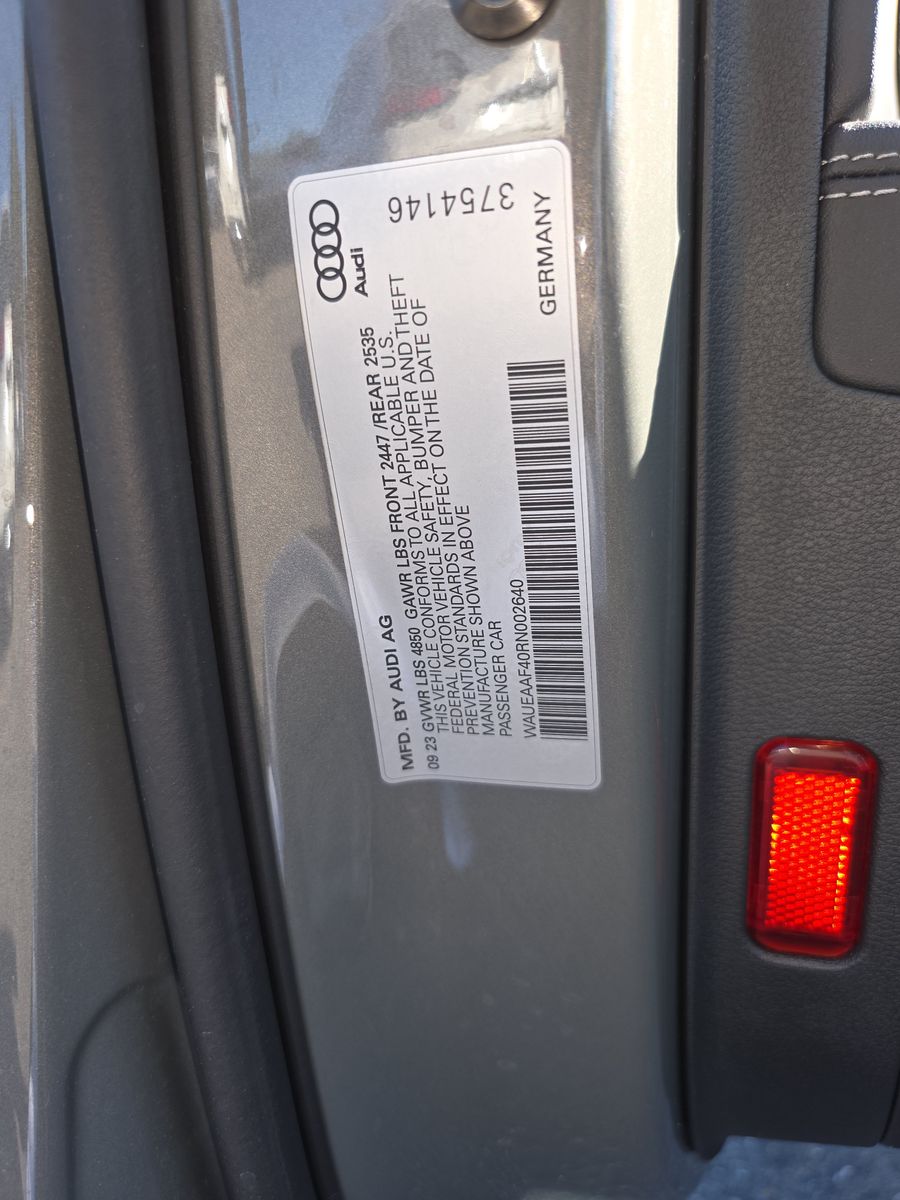 Audi
3754146
MFD. BY AUDI AG
09 23 GVWR LBS 4850 GAWR LBS FRONT 2447/REAR 2535
THIS VEHICLE CONFORMS TO ALL APPLICABLE U.S.
FEDERAL MOTOR VEHICLE SAFETY, BUMPER AND THEFT
PREVENTION STANDARDS IN EFFECT ON THE DATE OF
MANUFACTURE SHOWN ABOVE
PASSENGER CAR
WAUEAAF40RN002640
GERMANY